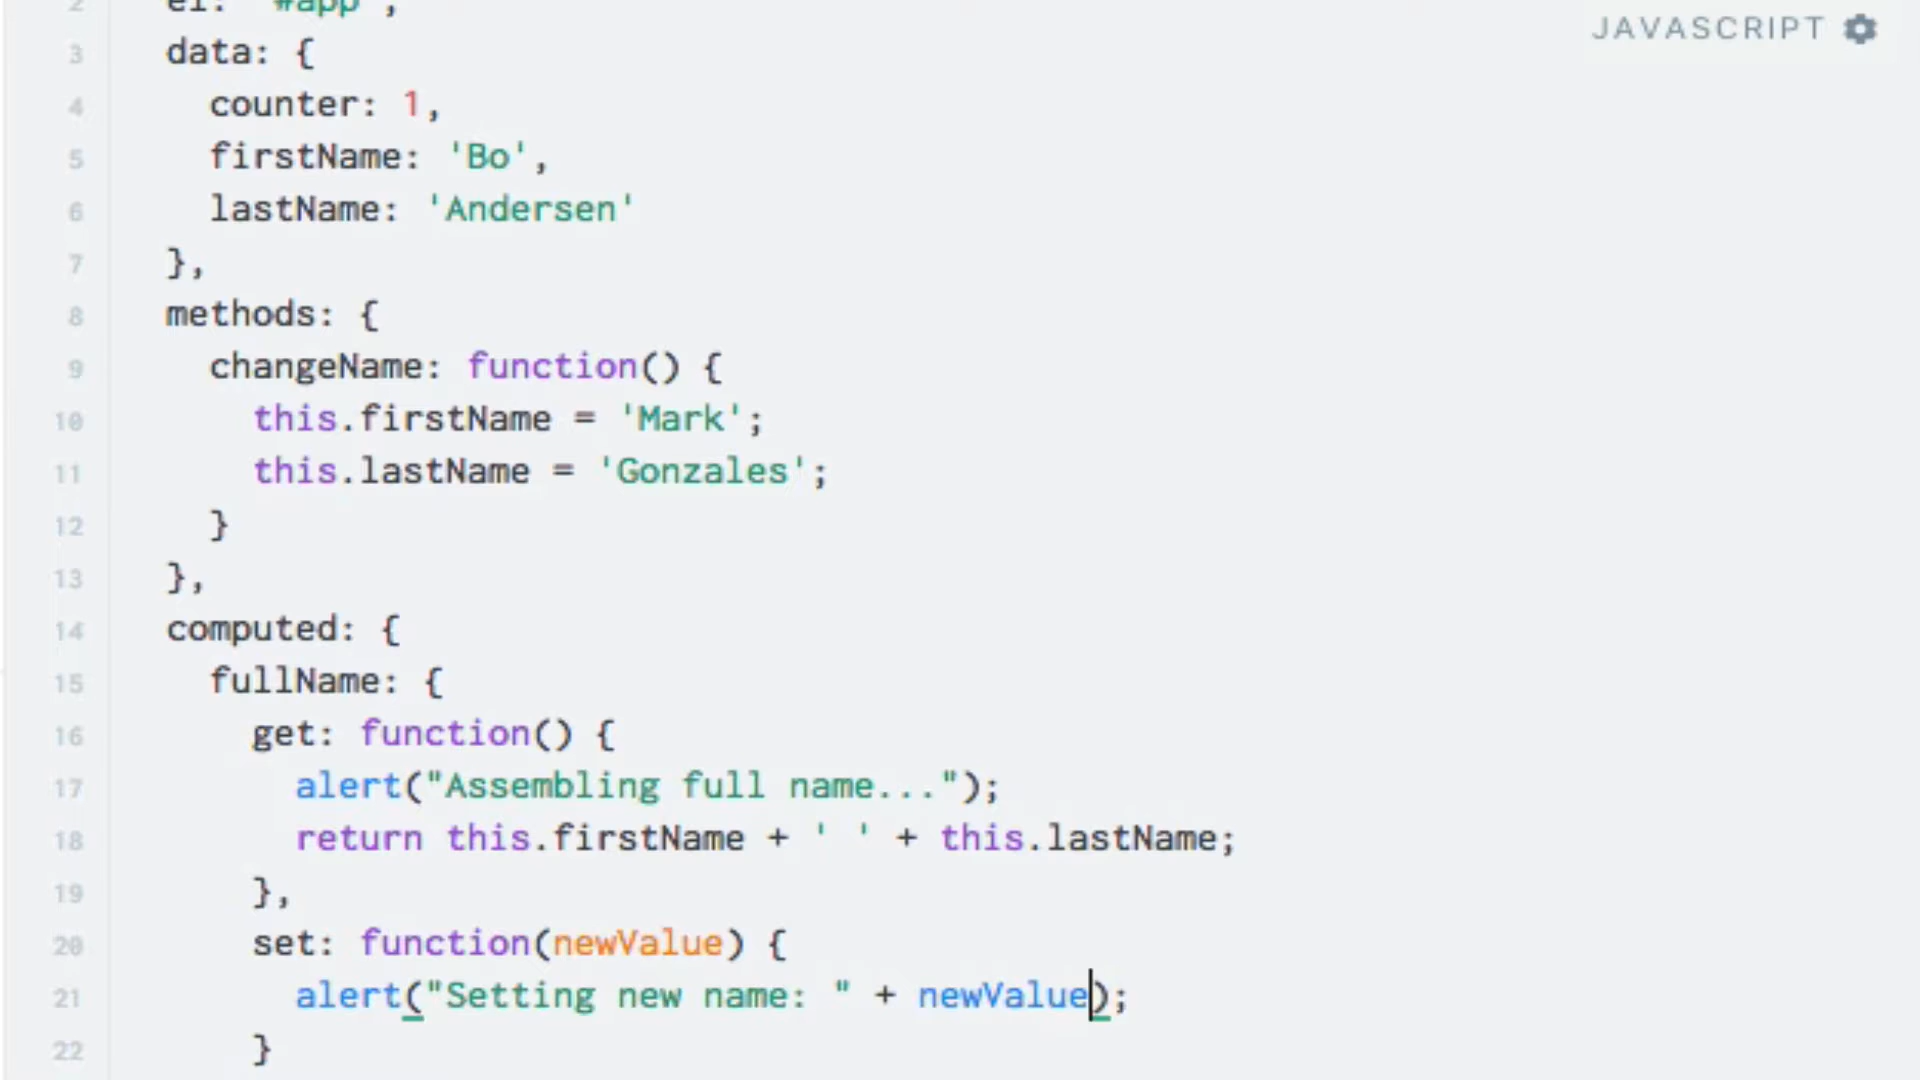 JAVASCRIPT
2 el: '#app',
3 data: {
4 counter: 1,
5 firstName: 'Bo',
6 lastName: 'Andersen'
7 },
8 methods: {
9 changeName: function() {
10 this.firstName = 'Mark';
11 this.lastName = 'Gonzales';
12 }
13 },
14 computed: {
15 fullName: {
16 get: function() {
17 alert("Assembling full name...");
18 return this.firstName + ' ' + this.lastName;
19 },
20 set: function(newValue) {
21 alert("Setting new name: " + newValue);
22 }